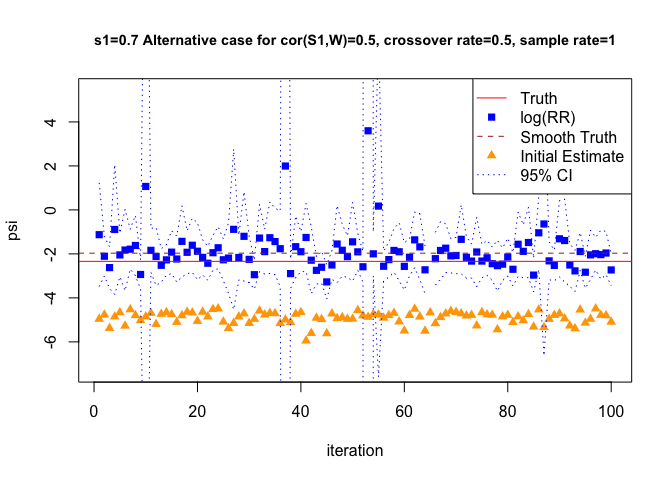 s1=0.7 Alternative case for cor(S1,W)=0.5, crossover rate=0.5, sample rate=1
Truth
log(RR)
Smooth Truth
Initial Estimate
95% CI
4
2
0
-2
-4
-6
psi
0 20 40 60 80 100
iteration